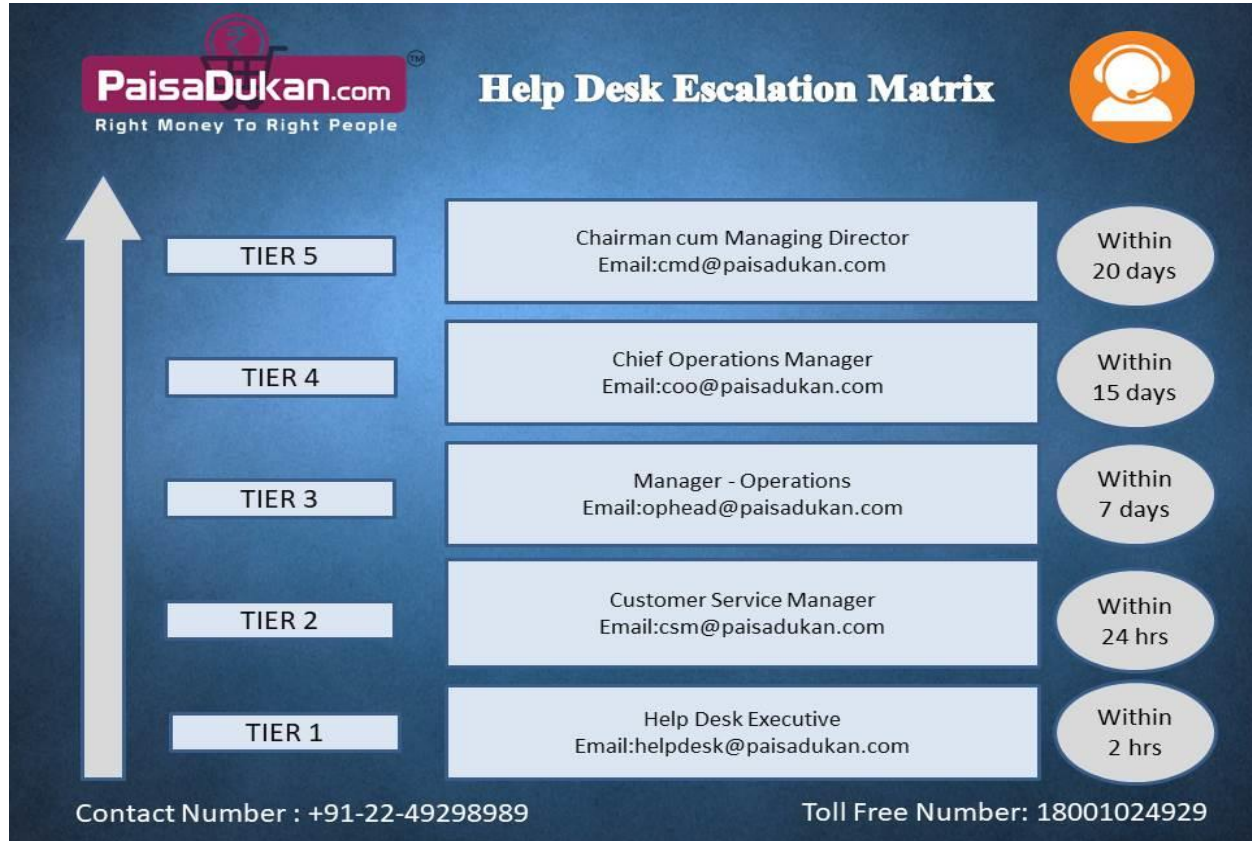 PaisaDukan.com TM
Right Money To Right People
Help Desk Escalation Matrix
TIER 5
Chairman cum Managing Director
Email:cmd@paisadukan.com
Within
20 days
TIER 4
Chief Operations Manager
Email:coo@paisadukan.com
Within
15 days
TIER 3
Manager - Operations
Email:ophead@paisadukan.com
Within
7 days
TIER 2
Customer Service Manager
Email:csm@paisadukan.com
Within
24 hrs
TIER 1
Help Desk Executive
Email:helpdesk@paisadukan.com
Within
2 hrs
Contact Number : +91-22-49298989
Toll Free Number: 18001024929